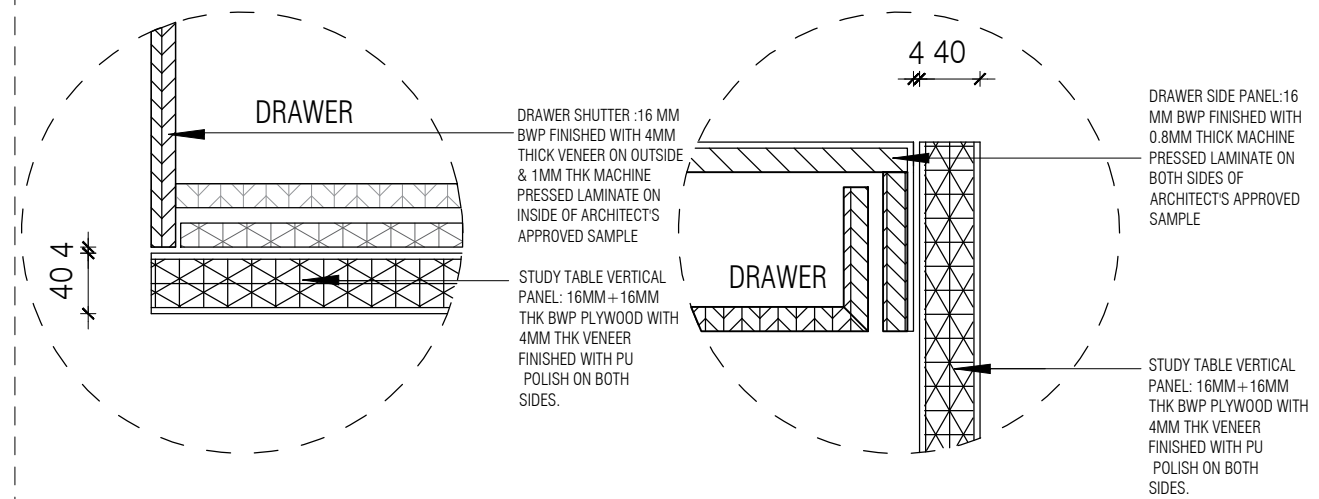 DRAWER
DRAWER SHUTTER :16 MM
BWP FINISHED WITH 4MM
THICK VENEER ON OUTSIDE
& 1MM THK MACHINE
PRESSED LAMINATE ON
INSIDE OF ARCHITECT'S
APPROVED SAMPLE
40 4
STUDY TABLE VERTICAL
PANEL: 16MM+16MM
THK BWP PLYWOOD WITH
4MM THK VENEER
FINISHED WITH PU
POLISH ON BOTH
SIDES.
4 40
DRAWER SIDE PANEL:16
MM BWP FINISHED WITH
0.8MM THICK MACHINE
PRESSED LAMINATE ON
BOTH SIDES OF
ARCHITECT'S APPROVED
SAMPLE
DRAWER
STUDY TABLE VERTICAL
PANEL: 16MM+16MM
THK BWP PLYWOOD WITH
4MM THK VENEER
FINISHED WITH PU
POLISH ON BOTH
SIDES.